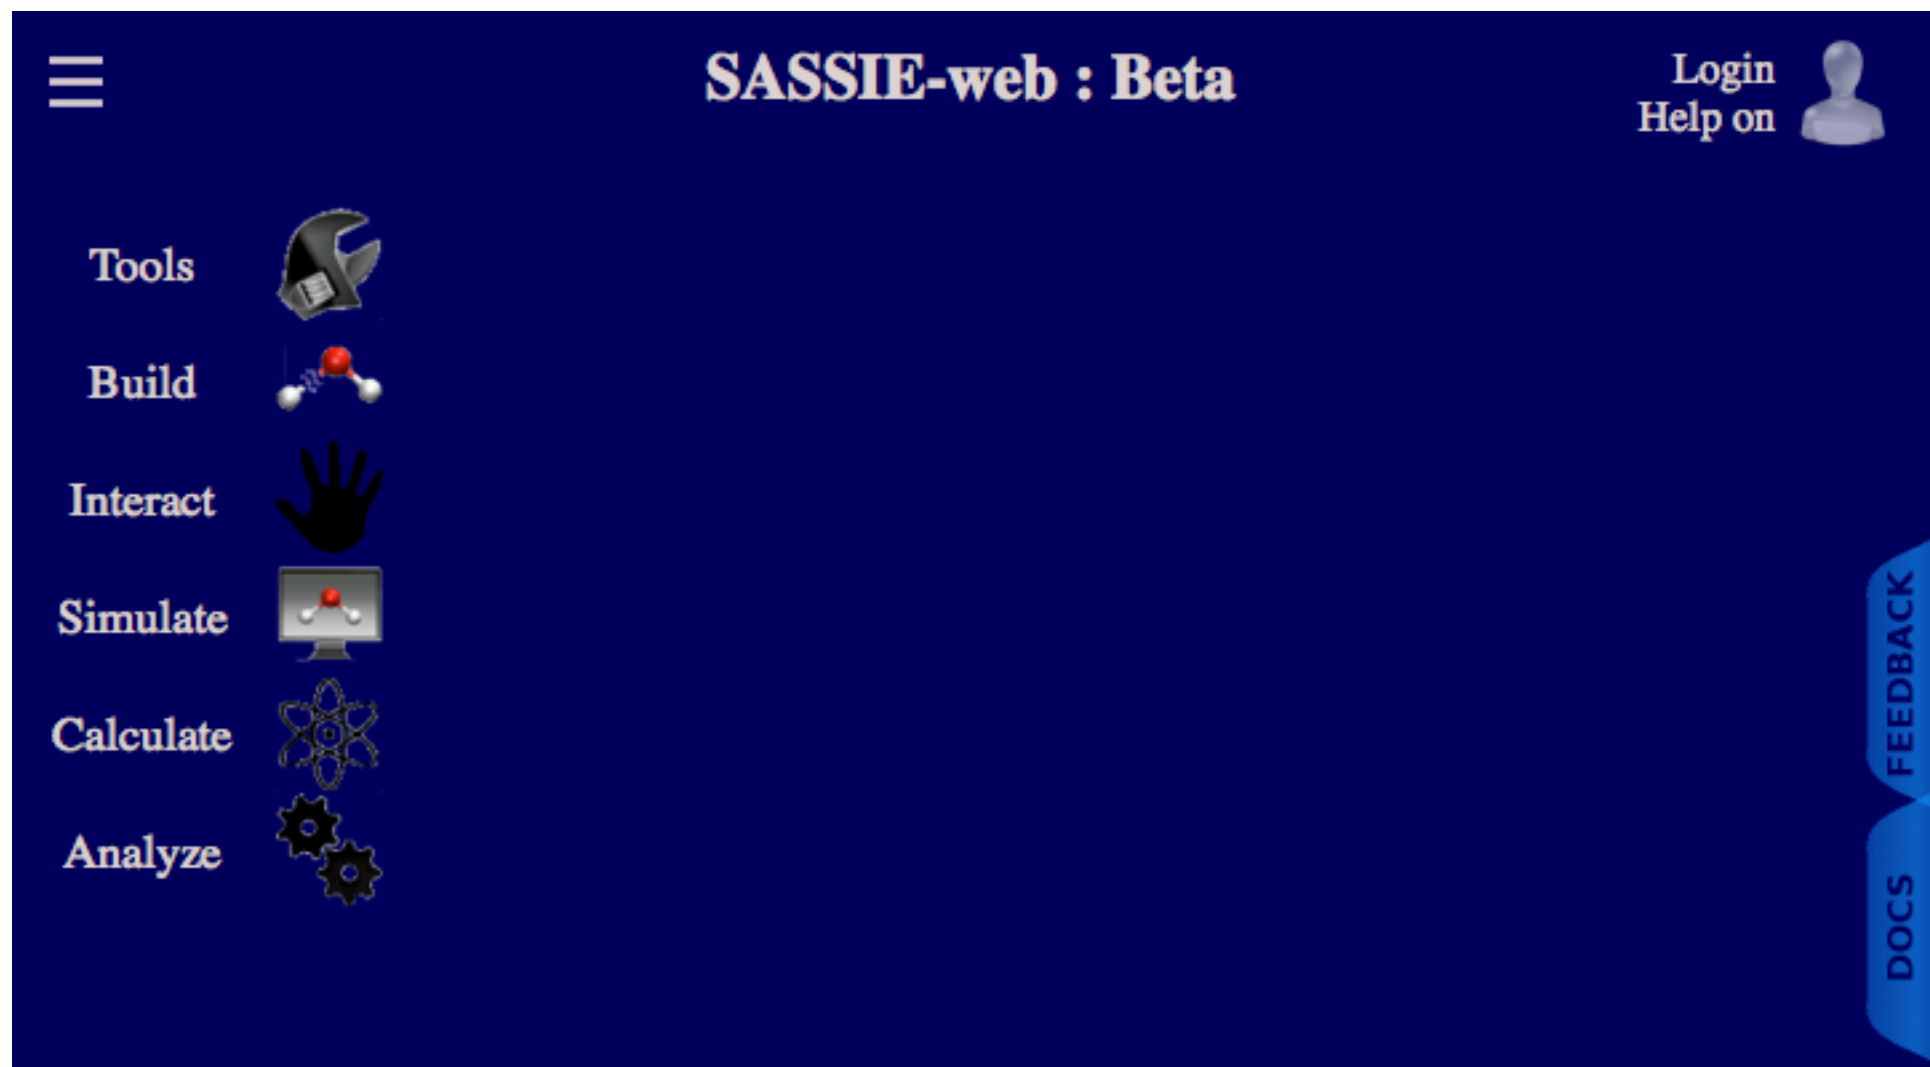 SASSIE-web : Beta
Login
Help on
Tools
Build
Interact
Simulate
Calculate
Analyze
FEEDBACK
DOCS